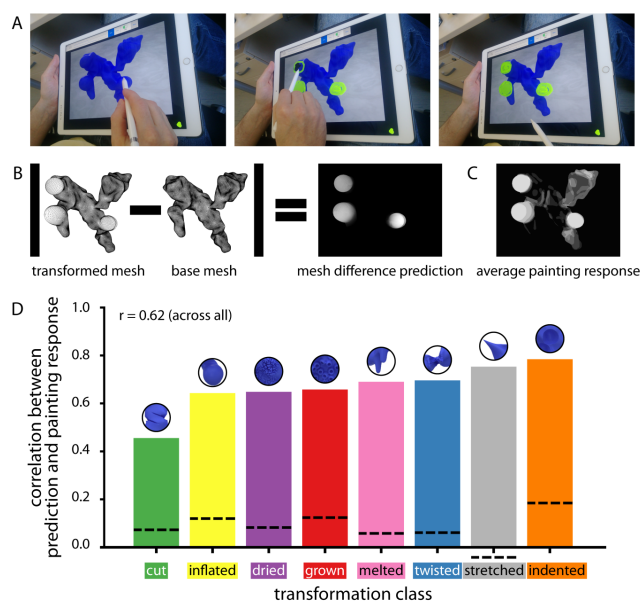 A
B
C
transformed mesh
base mesh
mesh difference prediction
average painting response
D
r = 0.62 (across all)
correlation between
prediction and painting response
1.0
0.8
0.6
0.4
0.2
0.0
cut
inflated
dried
grown
melted
twisted
stretched
indented
transformation class